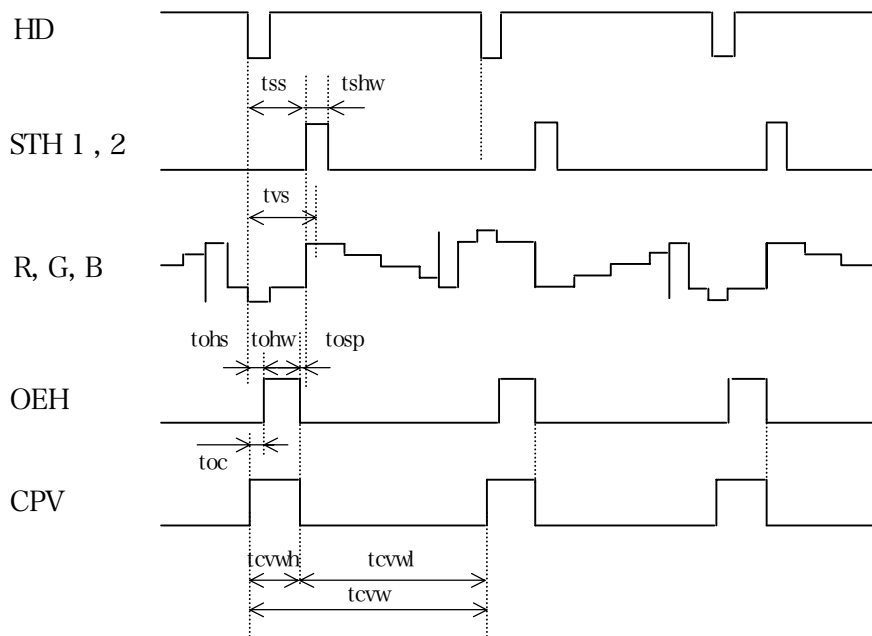 HD
tss tshw
STH 1 , 2
tvs
R, G, B
tohs tohw tosp
OEH
toc
CPV
tcvwh tcvwl
tcvw